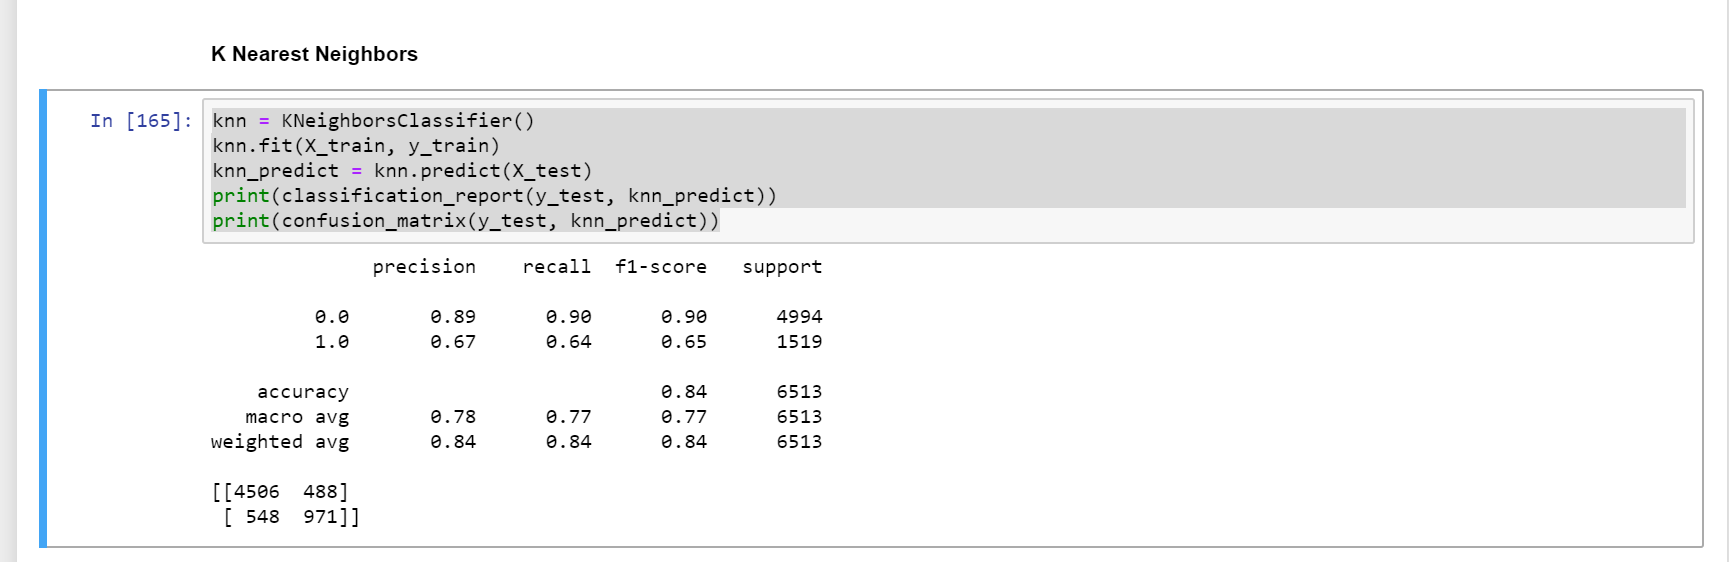 K Nearest Neighbors
In [165]: knn = KNeighborsClassifier()
knn.fit(X_train, y_train)
knn_predict = knn.predict(X_test)
print(classification_report(y_test, knn_predict))
print(confusion_matrix(y_test, knn_predict))
precision recall f1-score support
0.0 0.89 0.90 0.90 4994
1.0 0.67 0.64 0.65 1519
accuracy 0.84 6513
macro avg 0.78 0.77 0.77 6513
weighted avg 0.84 0.84 0.84 6513
[[4506 488]
[ 548 971]]